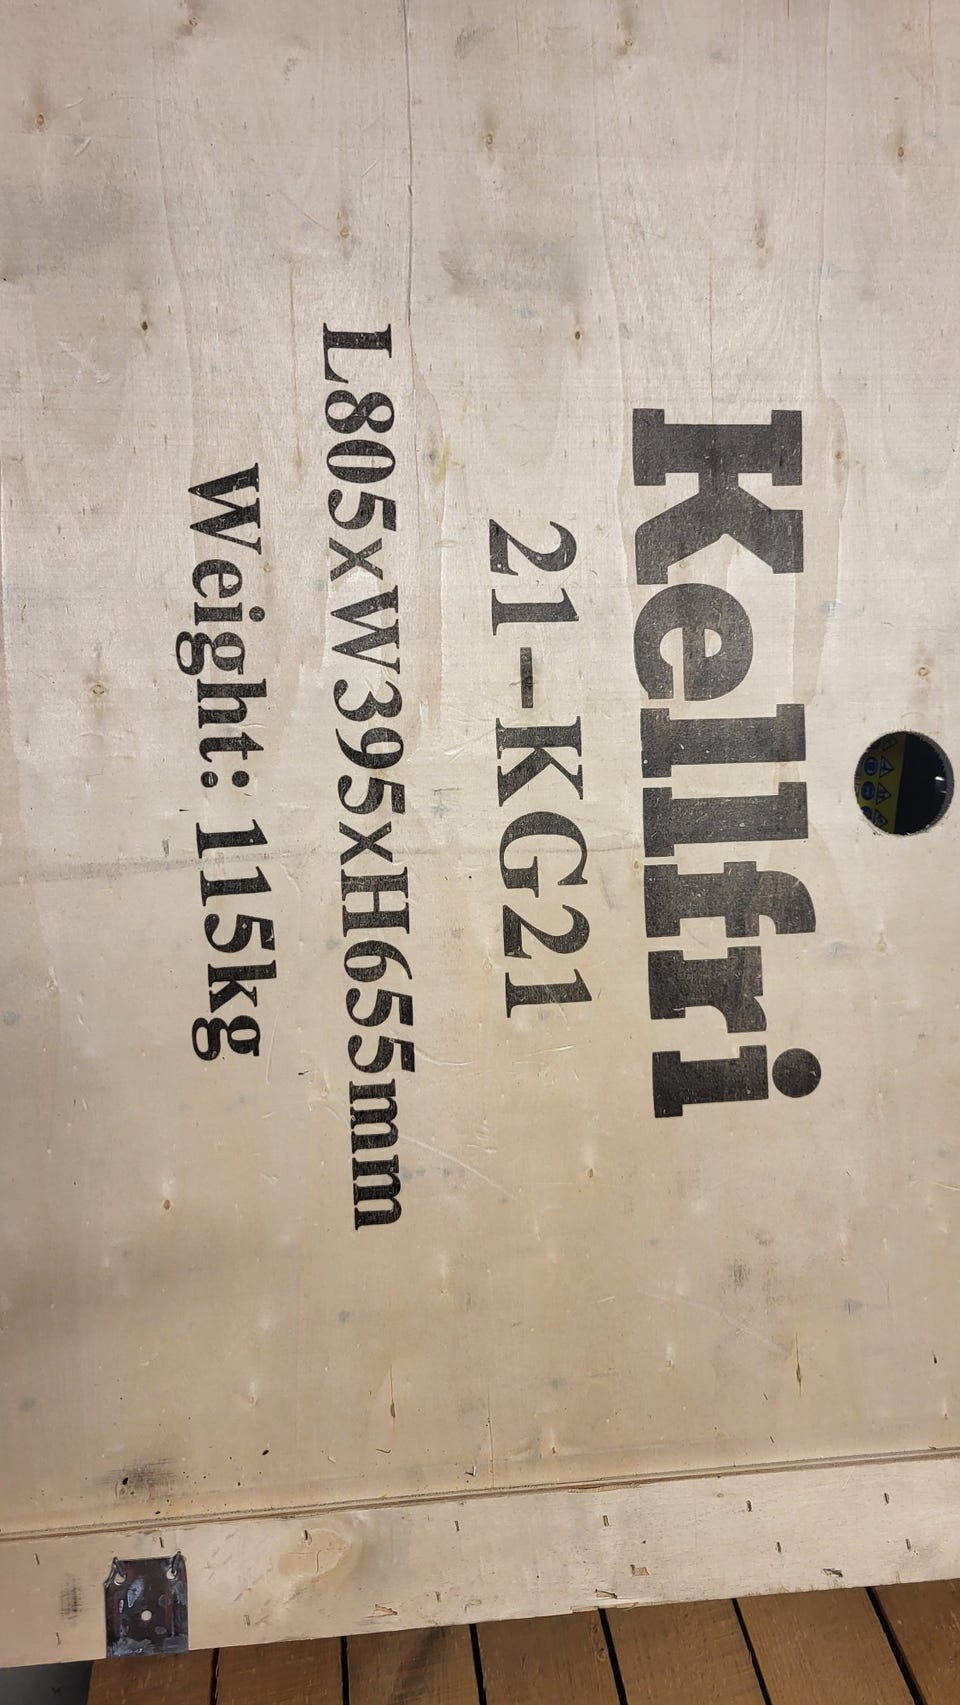 Kellfri
21-KG21
L805xW395xH655mm
Weight: 115kg